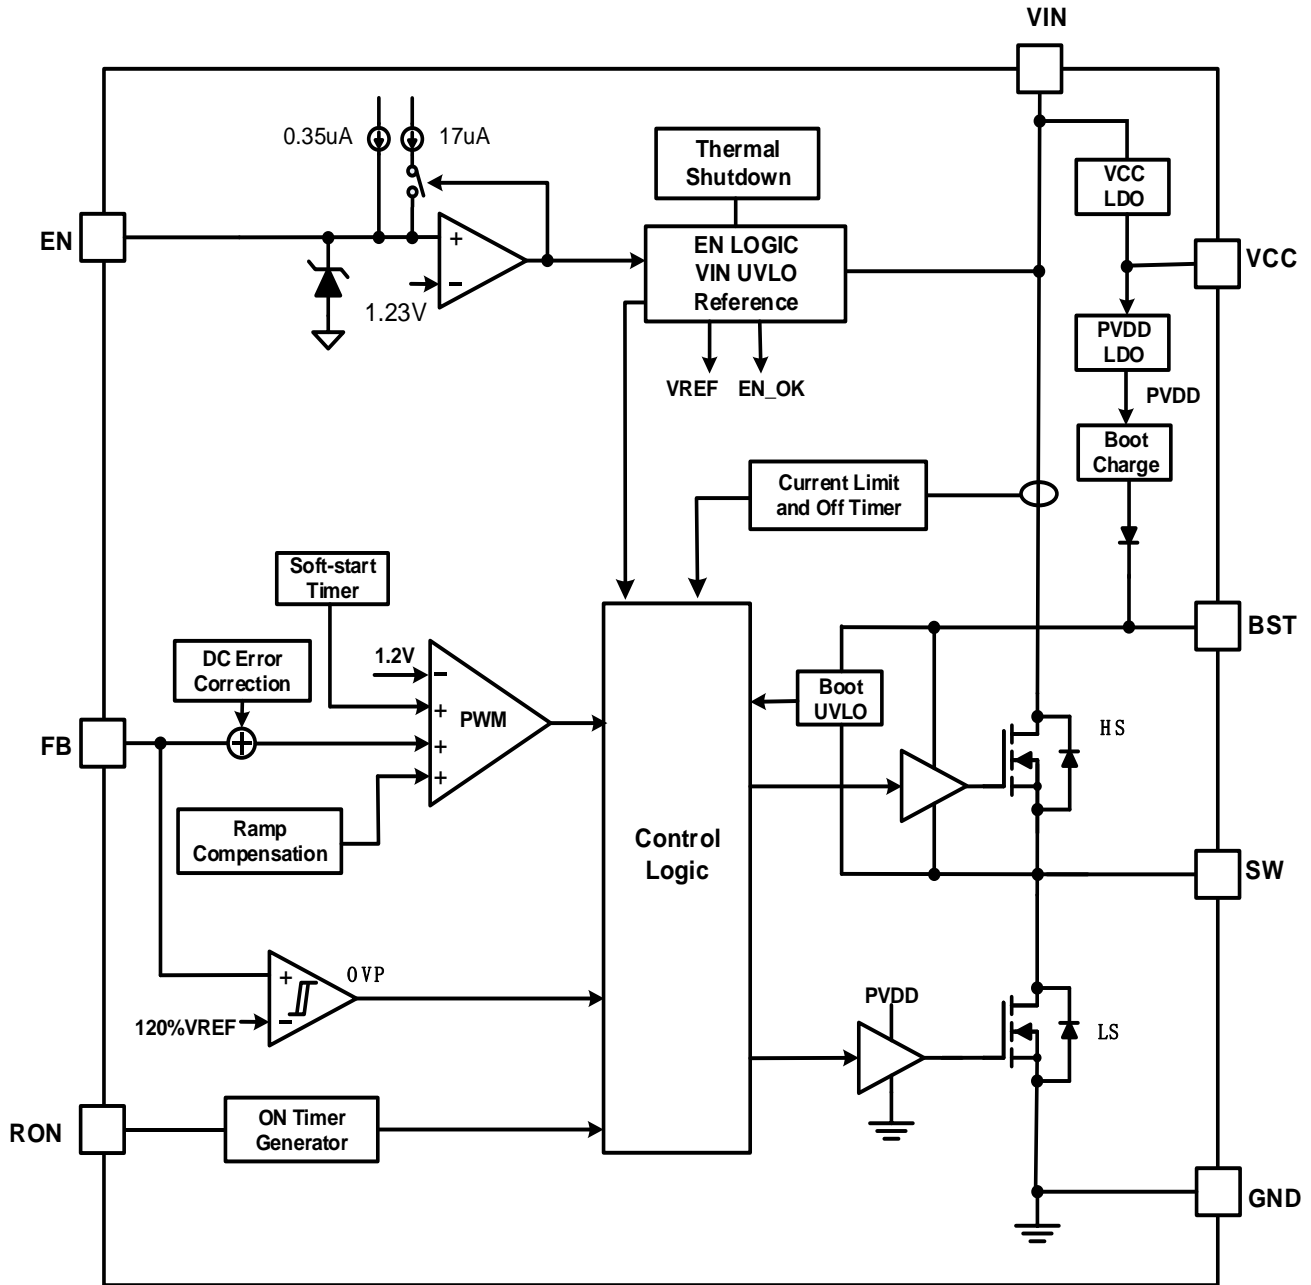 VIN
0.35uA
17uA
Thermal
Shutdown
VCC
LDO
EN
+
−
1.23V
EN LOGIC
VIN UVLO
Reference
VCC
PVDD
LDO
VREF
EN_OK
PVDD
Boot
Charge
Current Limit
and Off Timer
Soft-start
Timer
BST
DC Error
Correction
1.2V
−
+
+
+
PWM
Boot
UVLO
FB
HS
Ramp
Compensation
Control
Logic
SW
+
−
OVP
120%VREF
PVDD
LS
RON
ON Timer
Generator
GND